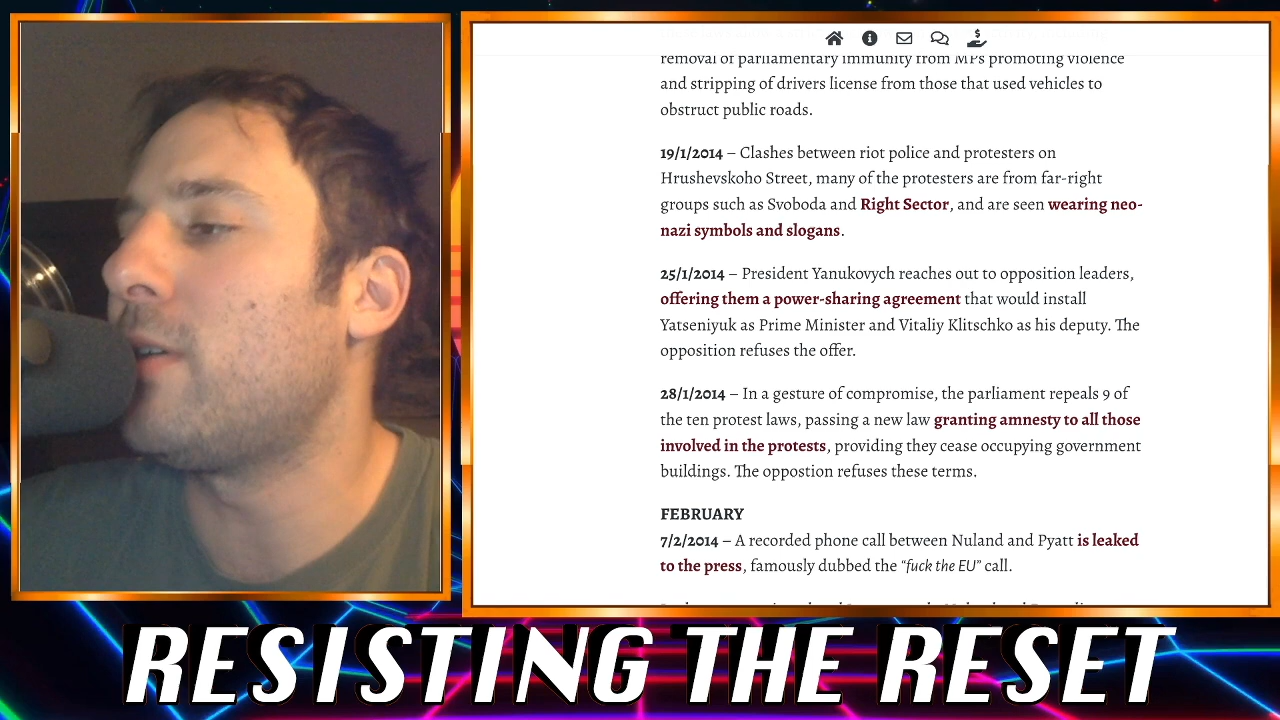 removal of parliamentary immunity from MPs promoting violence
and stripping of drivers license from those that used vehicles to
obstruct public roads.
19/1/2014 – Clashes between riot police and protesters on
Hrushevskoho Street, many of the protesters are from far-right
groups such as Svoboda and Right Sector, and are seen wearing neo-
nazi symbols and slogans.
25/1/2014 – President Yanukovych reaches out to opposition leaders,
offering them a power-sharing agreement that would install
Yatseniyuk as Prime Minister and Vitaliy Klitschko as his deputy. The
opposition refuses the offer.
28/1/2014 – In a gesture of compromise, the parliament repeals 9 of
the ten protest laws, passing a new law granting amnesty to all those
involved in the protests, providing they cease occupying government
buildings. The oppostion refuses these terms.
FEBRUARY
7/2/2014 – A recorded phone call between Nuland and Pyatt is leaked
to the press, famously dubbed the “fuck the EU” call.
RESISTING THE RESET